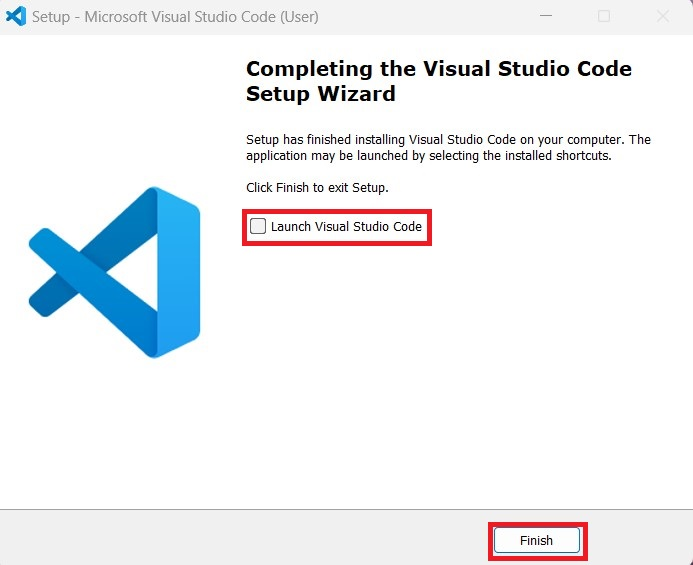 Setup - Microsoft Visual Studio Code (User)
Completing the Visual Studio Code
Setup Wizard
Setup has finished installing Visual Studio Code on your computer. The
application may be launched by selecting the installed shortcuts.
Click Finish to exit Setup.
Launch Visual Studio Code
Finish